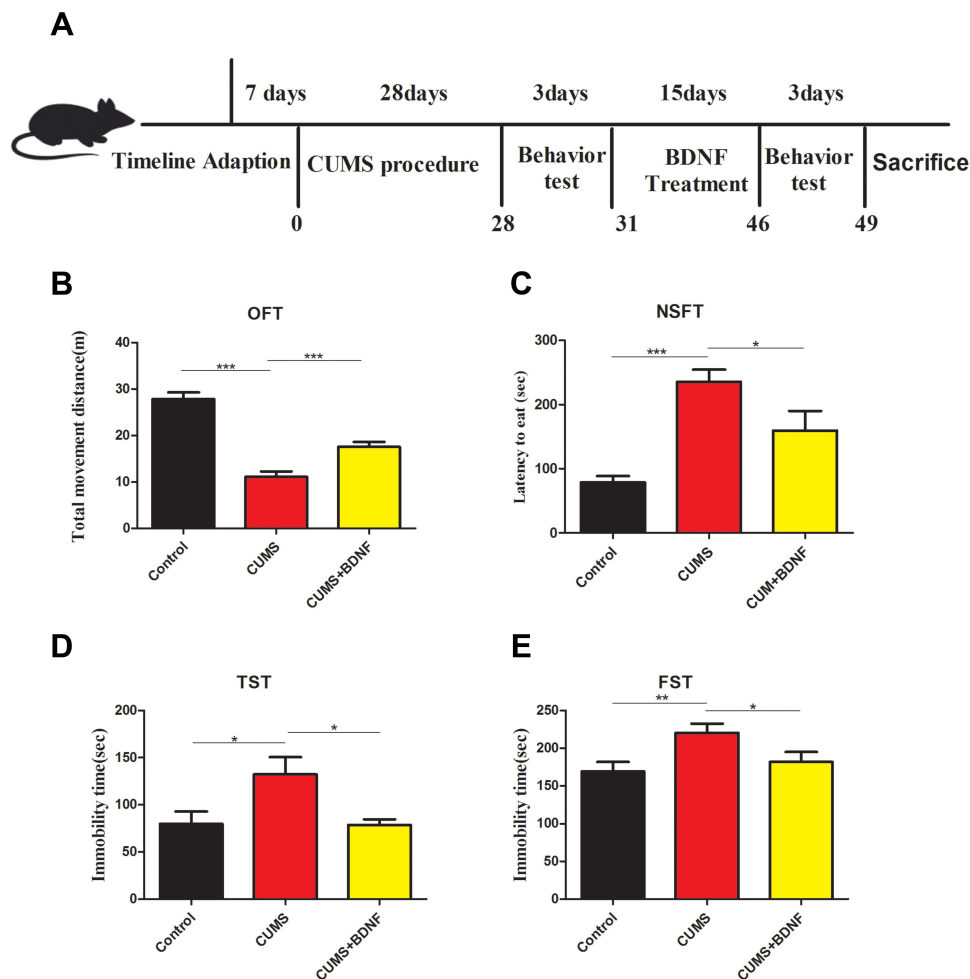 A
7 days 28days 3days 15days 3days
Timeline Adaption CUMS procedure Behavior test BDNF Treatment Behavior test Sacrifice
0 28 31 46 49
B
OFT
Total movement distance(m)
40
30
20
10
0
*** ***
Control CUMS CUMS+BDNF
C
NSFT
Latency to eat (sec)
300
200
100
0
*** *
Control CUMS CUM+BDNF
D
TST
Immobility time(sec)
200
150
100
50
0
* *
Control CUMS CUMS+BDNF
E
FST
Immobility time(sec)
250
200
150
100
50
0
** *
Control CUMS CUMS+BDNF